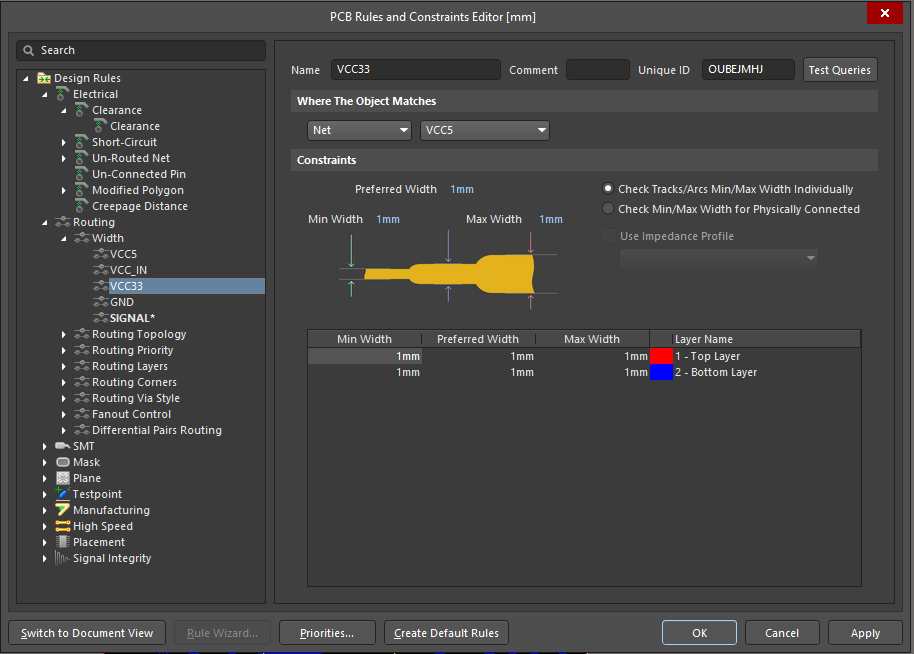 PCB Rules and Constraints Editor [mm]
Search
Design Rules
Electrical
Clearance
Clearance
Short-Circuit
Un-Routed Net
Un-Connected Pin
Modified Polygon
Creepage Distance
Routing
Width
VCC5
VCC_IN
VCC33
GND
SIGNAL*
Routing Topology
Routing Priority
Routing Layers
Routing Corners
Routing Via Style
Fanout Control
Differential Pairs Routing
SMT
Mask
Plane
Testpoint
Manufacturing
High Speed
Placement
Signal Integrity
Name VCC33 Comment Unique ID OUBEJMHJ Test Queries
Where The Object Matches
Net VCC5
Constraints
Preferred Width 1mm
Min Width 1mm Max Width 1mm
Check Tracks/Arcs Min/Max Width Individually
Check Min/Max Width for Physically Connected
Use Impedance Profile
Min Width Preferred Width Max Width Layer Name
1mm 1mm 1mm 1 - Top Layer
1mm 1mm 1mm 2 - Bottom Layer
Switch to Document View Rule Wizard... Priorities... Create Default Rules OK Cancel Apply